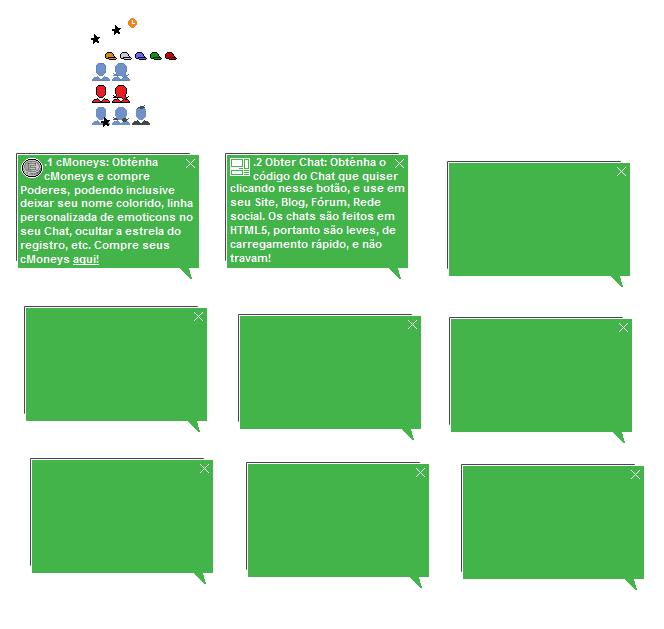 .1 cMoneys: Obtênha
cMoneys e compre
Poderes, podendo inclusive
deixar seu nome colorido, linha
personalizada de emoticons no
seu Chat, ocultar a estrela do
registro, etc. Compre seus
cMoneys aqui!
.2 Obter Chat: Obtênha o
código do Chat que quiser
clicando nesse botão, e use em
seu Site, Blog, Fórum, Rede
social. Os chats são feitos em
HTML5, portanto são leves, de
carregamento rápido, e não
travam!